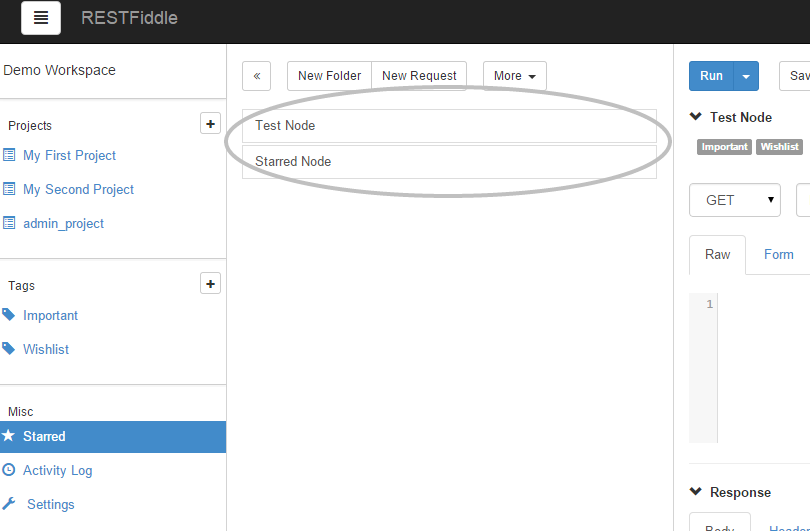 RESTFiddle
Demo Workspace
Projects
My First Project
My Second Project
admin_project
Tags
Important
Wishlist
Misc
Starred
Activity Log
Settings
«
New Folder New Request More
Test Node
Starred Node
Run Sav
Test Node
Important Wishlist
GET
Raw Form
1
Response
Body Header